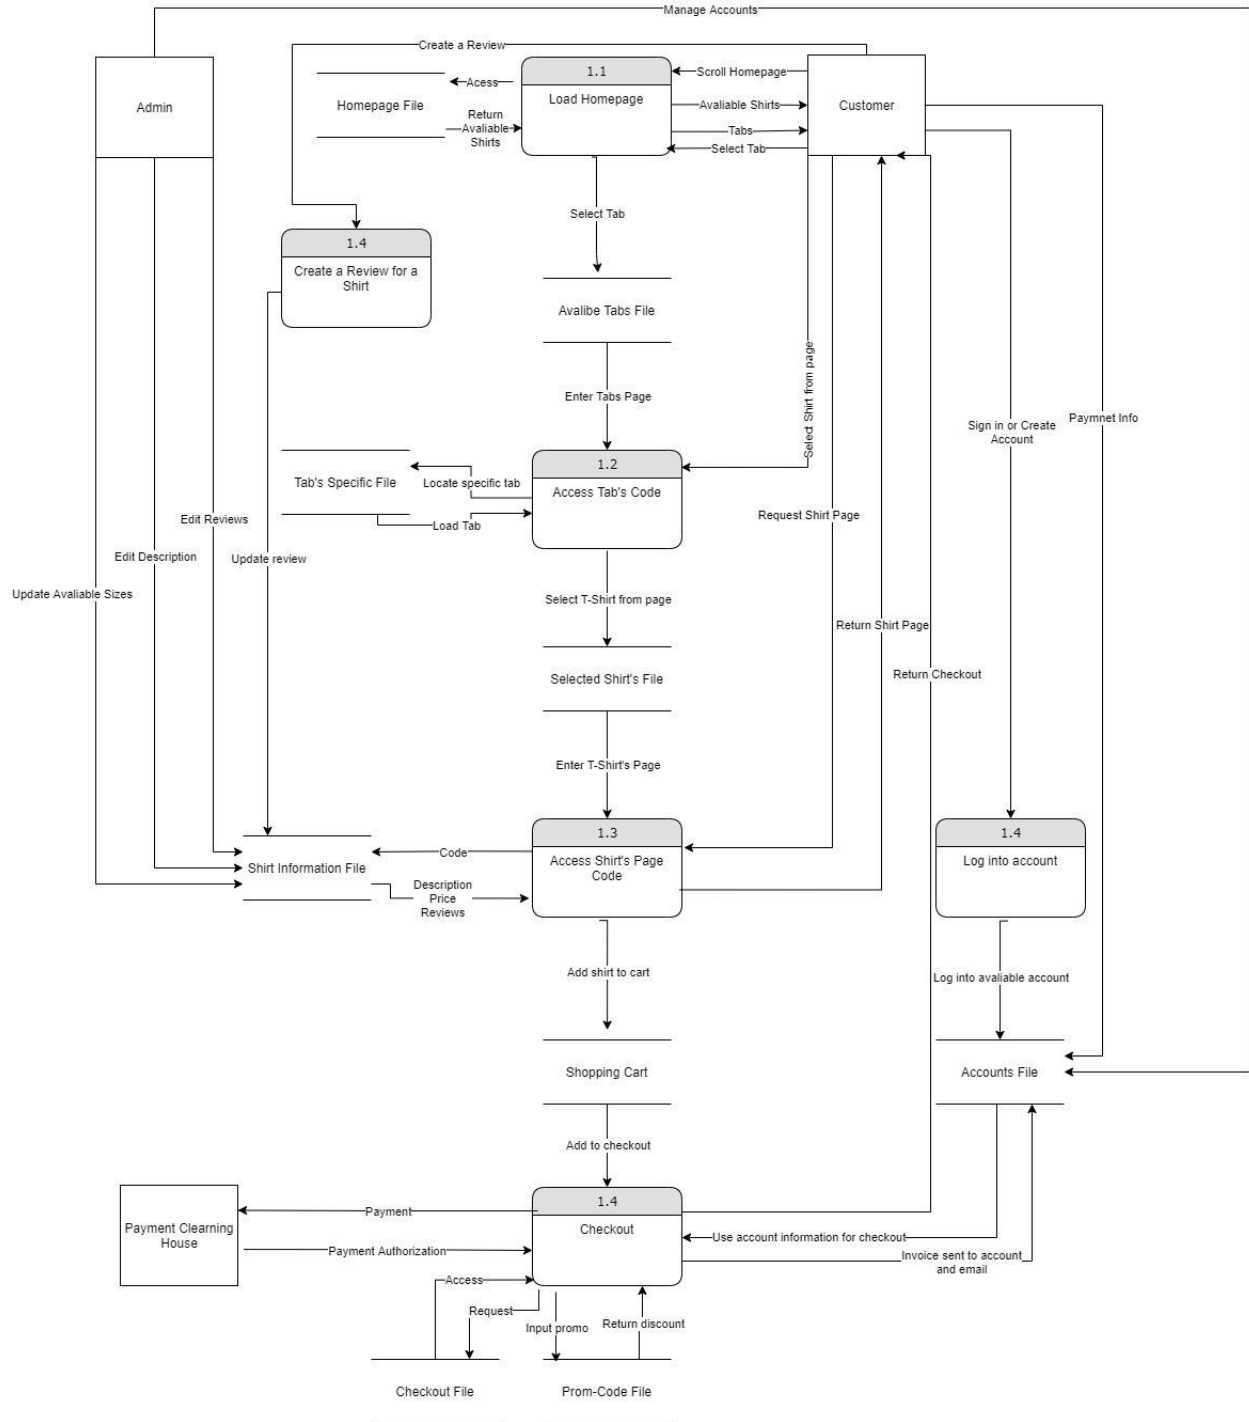 Manage Accounts
Create a Review
Admin
Homepage File
Acess
Return
Avaliable
Shirts
1.1
Load Homepage
Scroll Homepage
Avaliable Shirts
Tabs
Select Tab
Customer
Select Tab
1.4
Create a Review for a
Shirt
Avalibe Tabs File
Enter Tabs Page
Select Shirt from page
Sign in or Create
Account
Paymnet Info
Tab's Specific File
Locate specific tab
Load Tab
1.2
Access Tab's Code
Request Shirt Page
Edit Reviews
Edit Description
Update review
Update Avaliable Sizes
Select T-Shirt from page
Return Shirt Page
Return Checkout
Selected Shirt's File
Enter T-Shirt's Page
Shirt Information File
Code
Description
Price
Reviews
1.3
Access Shirt's Page
Code
1.4
Log into account
Add shirt to cart
Log into avaliable account
Shopping Cart
Accounts File
Add to checkout
Payment Clearning
House
Payment
Payment Authorization
1.4
Checkout
Use account information for checkout
Invoice sent to account
and email
Access
Request
Input promo
Return discount
Checkout File
Prom-Code File